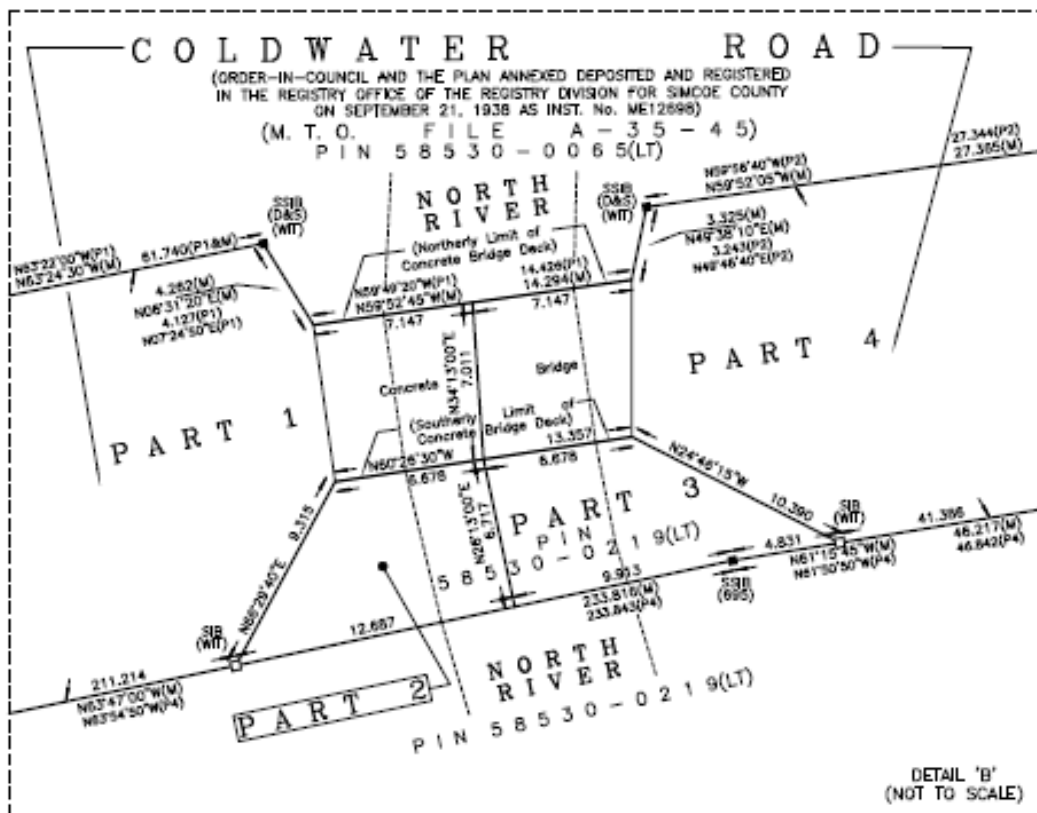 COLDWATER ROAD
(ORDER-IN-COUNCIL AND THE PLAN ANNEXED DEPOSITED AND REGISTERED
IN THE REGISTRY OFFICE OF THE REGISTRY DIVISION FOR SIMCOE COUNTY
ON SEPTEMBER 21, 1938 AS INST. No. ME12698)
(M. T. O. FILE A-35-45)
PIN 58530-0065(LT)
27.344(P2)
27.365(M)
N59°56'40"W(P2)
N59°52'05"W(M)
NORTH
RIVER
SSIB
(D&S)
(WIT)
SSIB
(D&S)
(WIT)
3.325(M)
N49°38'10"E(M)
3.243(P2)
N49°46'40"E(P2)
N63°22'00"W(P1)
N63°24'30"W(M)
61.740(P1&M)
(Northerly Limit of
Concrete Bridge Deck)
4.262(M)
N06°31'20"E(M)
4.127(P1)
N07°24'50"E(P1)
N59°49'20"W(P1)
N59°52'45"W(M)
14.426(P1)
14.294(M)
7.147
7.147
PART 4
N34°13'00"E
7.011
Concrete Bridge
PART 1
(Southerly Limit of
Concrete Bridge Deck)
13.357
N60°26'30"W
6.678
6.678
N24°46'15"W
10.390
9.315
N66°29'40"E
N26°13'00"E
6.717
PART 3
PIN
58530-0219(LT)
SIB
(WIT)
41.386
46.217(M)
46.642(P4)
4.831
N61°15'45"W(M)
N61°50'50"W(P4)
SSIB
(695)
9.913
233.816(M)
233.843(P4)
12.687
SIB
(WIT)
211.214
N63°47'00"W(M)
N63°54'50"W(P4)
NORTH
RIVER
PART 2
PIN 58530-0219(LT)
DETAIL 'B'
(NOT TO SCALE)